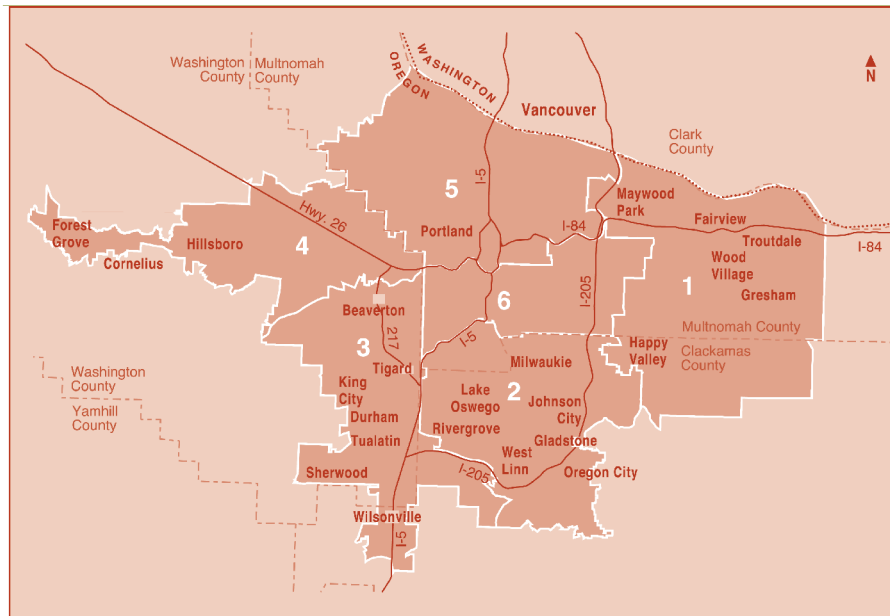 Washington
County
Multnomah
County
OREGON
WASHINGTON
Vancouver
N
Clark
County
5
I-5
Maywood
Park
Hwy. 26
Fairview
Forest
Grove
Portland
I-84
Troutdale
I-84
Hillsboro
4
Cornelius
Wood
Village
1
Gresham
6
I-205
Beaverton
217
3
I-5
Multnomah County
Happy
Valley
Clackamas
County
Milwaukie
Tigard
Washington
County
King
City
Lake
Oswego
2
Johnson
City
Yamhill
County
Durham
Rivergrove
Tualatin
Gladstone
West
Linn
Sherwood
I-205
Oregon City
Wilsonville
I-5